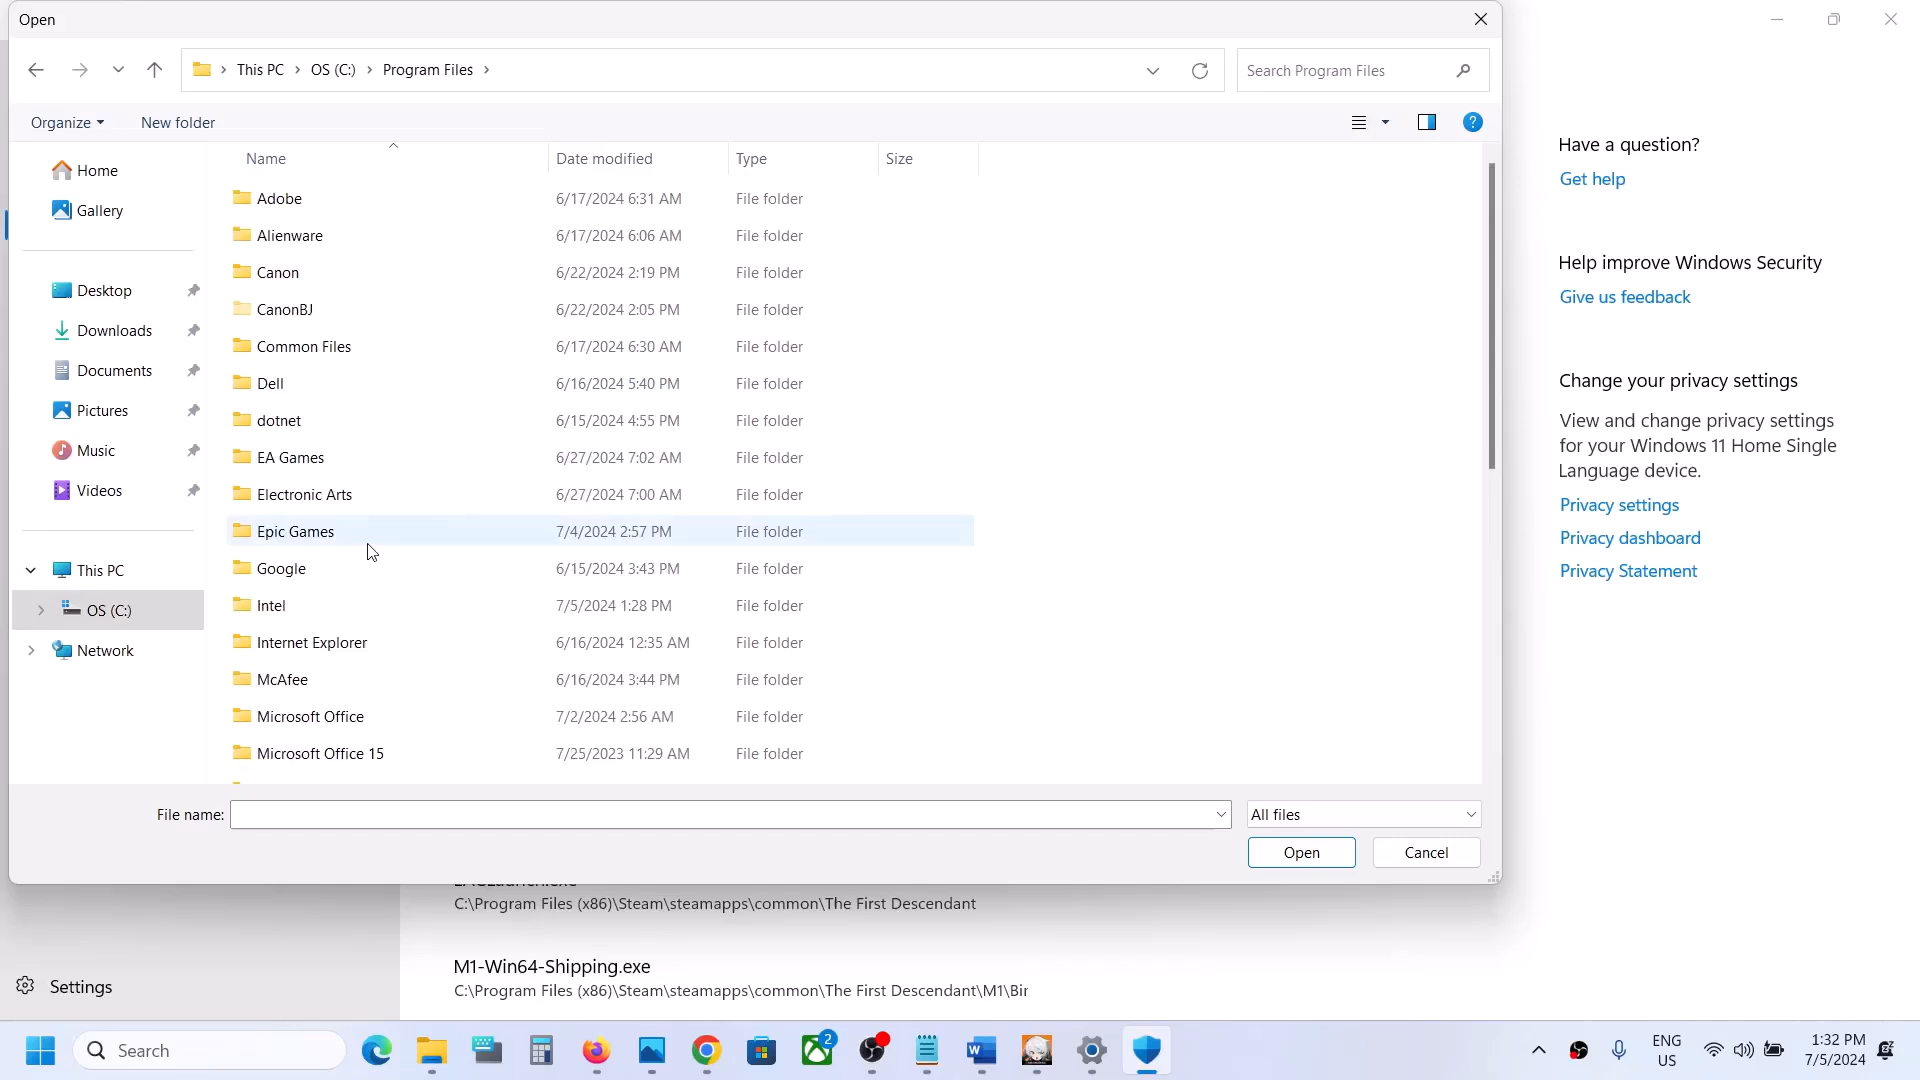 Open
This PC > OS (C:) > Program Files >
Search Program Files
Organize
New folder
Name
Date modified
Type
Size
Home
Gallery
Desktop
Downloads
Documents
Pictures
Music
Videos
This PC
OS (C:)
Network
Adobe 6/17/2024 6:31 AM File folder
Alienware 6/17/2024 6:06 AM File folder
Canon 6/22/2024 2:19 PM File folder
CanonBJ 6/22/2024 2:05 PM File folder
Common Files 6/17/2024 6:30 AM File folder
Dell 6/16/2024 5:40 PM File folder
dotnet 6/15/2024 4:55 PM File folder
EA Games 6/27/2024 7:02 AM File folder
Electronic Arts 6/27/2024 7:00 AM File folder
Epic Games 7/4/2024 2:57 PM File folder
Google 6/15/2024 3:43 PM File folder
Intel 7/5/2024 1:28 PM File folder
Internet Explorer 6/16/2024 12:35 AM File folder
McAfee 6/16/2024 3:44 PM File folder
Microsoft Office 7/2/2024 2:56 AM File folder
Microsoft Office 15 7/25/2023 11:29 AM File folder
File name:
All files
Open
Cancel
Have a question?
Get help
Help improve Windows Security
Give us feedback
Change your privacy settings
View and change privacy settings
for your Windows 11 Home Single
Language device.
Privacy settings
Privacy dashboard
Privacy Statement
C:\Program Files (x86)\Steam\steamapps\common\The First Descendant
M1-Win64-Shipping.exe
C:\Program Files (x86)\Steam\steamapps\common\The First Descendant\M1\Bir
Settings
Search
2
ENG
US
1:32 PM
7/5/2024